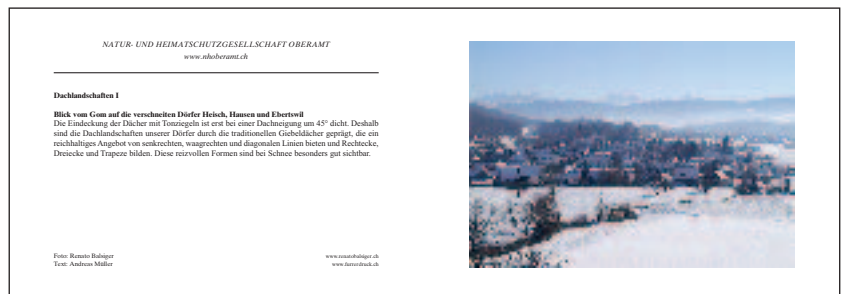 NATUR- UND HEIMATSCHUTZGESELLSCHAFT OBERAMT
www.nhoberamt.ch
Dachlandschaften I
Blick vom Gom auf die verschneiten Dörfer Heisch, Hausen und Ebertswil
Die Eindeckung der Dächer mit Tonziegeln ist erst bei einer Dachneigung um 45° dicht. Deshalb
sind die Dachlandschaften unserer Dörfer durch die traditionellen Giebeldächer geprägt, die ein
reichhaltiges Angebot von senkrechten, waagrechten und diagonalen Linien bieten und Rechtecke,
Dreiecke und Trapeze bilden. Diese reizvollen Formen sind bei Schnee besonders gut sichtbar.
Foto: Renato Balsiger
Text: Andreas Müller
www.renatobalsiger.ch
www.furrerdruck.ch